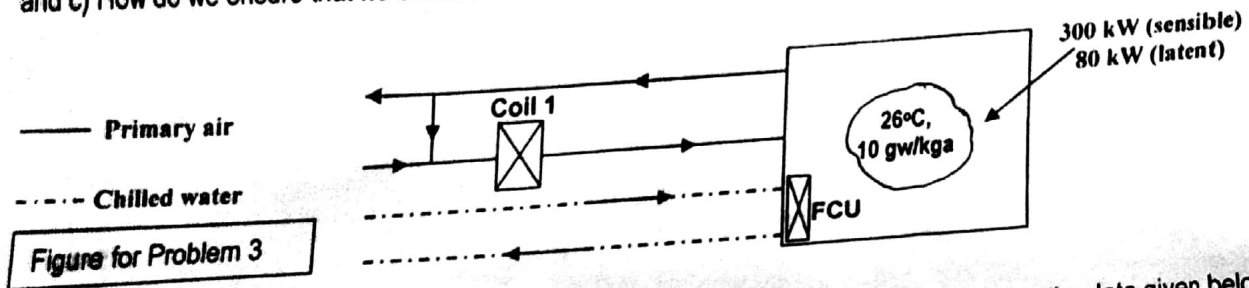 and c) How do we ensure that
300 kW (sensible)
80 kW (latent)
Coil 1
Primary air
26°C,
10 gw/kga
Chilled water
FCU
Figure for Problem 3
data given below